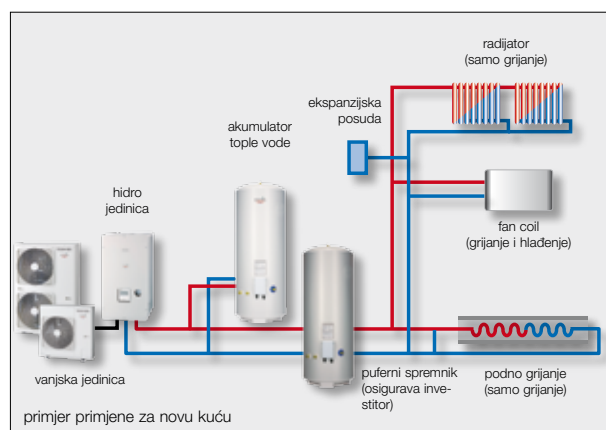 radijator
(samo grijanje)
ekspanzijska
posuda
akumulator
tople vode
hidro
jedinica
fan coil
(grijanje i hlađenje)
vanjska jedinica
puferni spremnik
(osigurava inve-
stitor)
podno grijanje
(samo grijanje)
primjer primjene za novu kuću